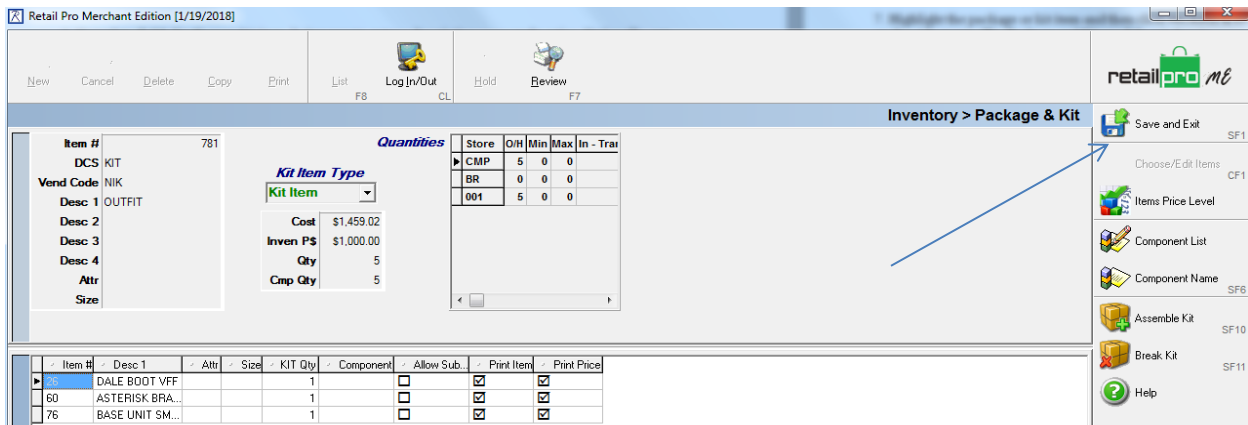 Retail Pro Merchant Edition [1/19/2018]
New Cancel Delete Copy Print List F8 Log In/Out CL Hold Review F7
retail pro ME
Inventory > Package & Kit
Item # 781
DCS KIT
Vend Code NIK
Desc 1 OUTFIT
Desc 2
Desc 3
Desc 4
Attr
Size
Kit Item Type
Kit Item
Cost $1,459.02
Inven P$ $1,000.00
Qty 5
Cmp Qty 5
Quantities
Store O/H Min Max In - Tran
CMP 5 0 0
BR 0 0 0
001 5 0 0
Save and Exit SF1
Choose/Edit Items CF1
Items Price Level
Component List
Component Name SF6
Assemble Kit SF10
Break Kit SF11
Help
Item # Desc 1 Attr Size KIT Qty Component Allow Sub... Print Item Print Price
26 DALE BOOT VFF 1
60 ASTERISK BRA... 1
76 BASE UNIT SM... 1